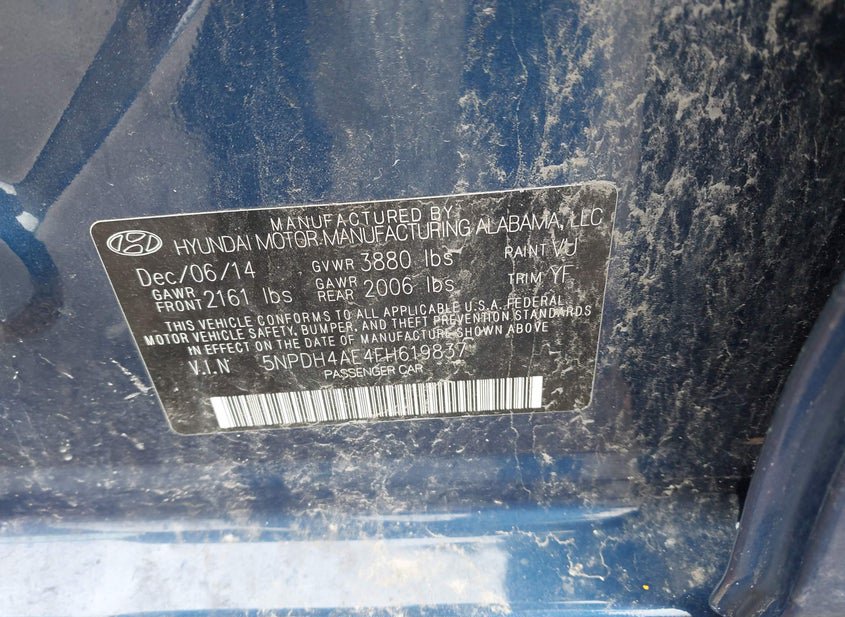 MANUFACTURED BY
HYUNDAI MOTOR MANUFACTURING ALABAMA, LLC
Dec/06/14 GVWR 3880 lbs PAINT VU
GAWR FRONT 2161 lbs GAWR REAR 2006 lbs TRIM YF
THIS VEHICLE CONFORMS TO ALL APPLICABLE U.S.A. FEDERAL
MOTOR VEHICLE SAFETY, BUMPER, AND THEFT PREVENTION STANDARDS
IN EFFECT ON THE DATE OF MANUFACTURE SHOWN ABOVE
V.I.N 5NPDH4AE4FH619837
PASSENGER CAR